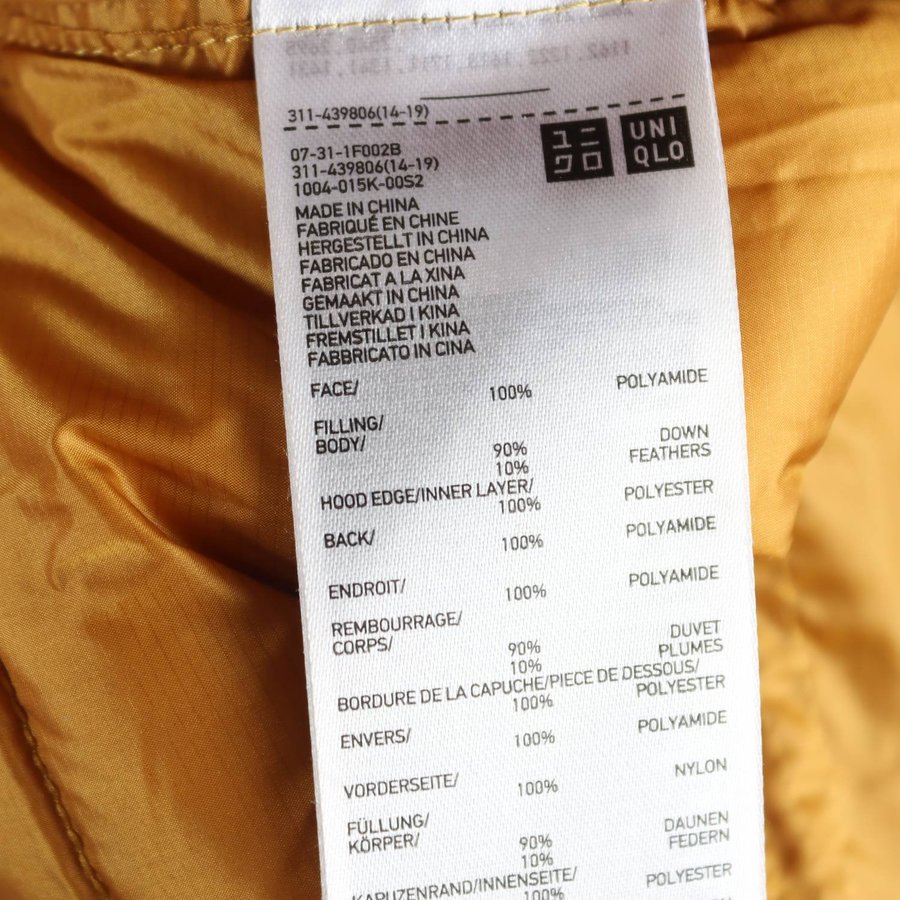 311-439806(14-19)
ユニ
クロ
UNI
QLO
07-31-1F002B
311-439806(14-19)
1004-015K-00S2
MADE IN CHINA
FABRIQUÉ EN CHINE
HERGESTELLT IN CHINA
FABRICADO EN CHINA
FABRICAT A LA XINA
GEMAAKT IN CHINA
TILLVERKAD I KINA
FREMSTILLET I KINA
FABBRICATO IN CINA
FACE/ 100% POLYAMIDE
FILLING/
BODY/ 90% DOWN
10% FEATHERS
HOOD EDGE/INNER LAYER/
100% POLYESTER
BACK/ 100% POLYAMIDE
ENDROIT/ 100% POLYAMIDE
REMBOURRAGE/
CORPS/ 90% DUVET
10% PLUMES
BORDURE DE LA CAPUCHE/PIECE DE DESSOUS/
100% POLYESTER
ENVERS/ 100% POLYAMIDE
VORDERSEITE/ 100% NYLON
FÜLLUNG/
KÖRPER/ 90% DAUNEN
10% FEDERN
KAPUZENRAND/INNENSEITE/
100% POLYESTER